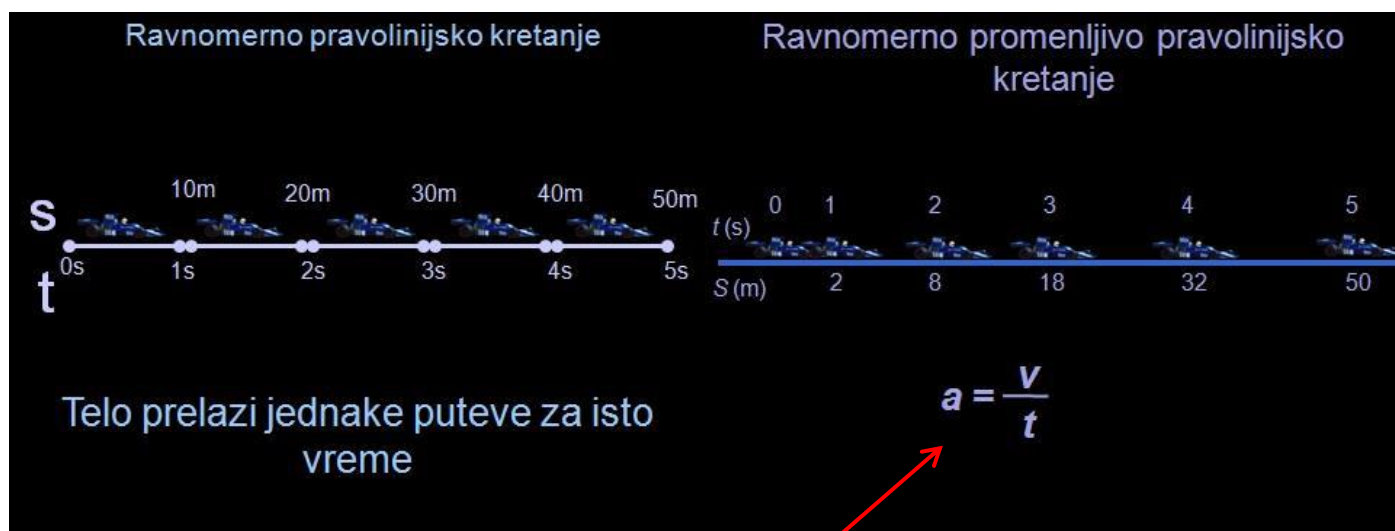 Ravnomerno pravolinijsko kretanje
10m 20m 30m 40m 50m
S
0s 1s 2s 3s 4s 5s
t
Telo prelazi jednake puteve za isto
vreme
Ravnomerno promenljivo pravolinijsko
kretanje
t (s) 0 1 2 3 4 5
S (m) 2 8 18 32 50
a = v
t